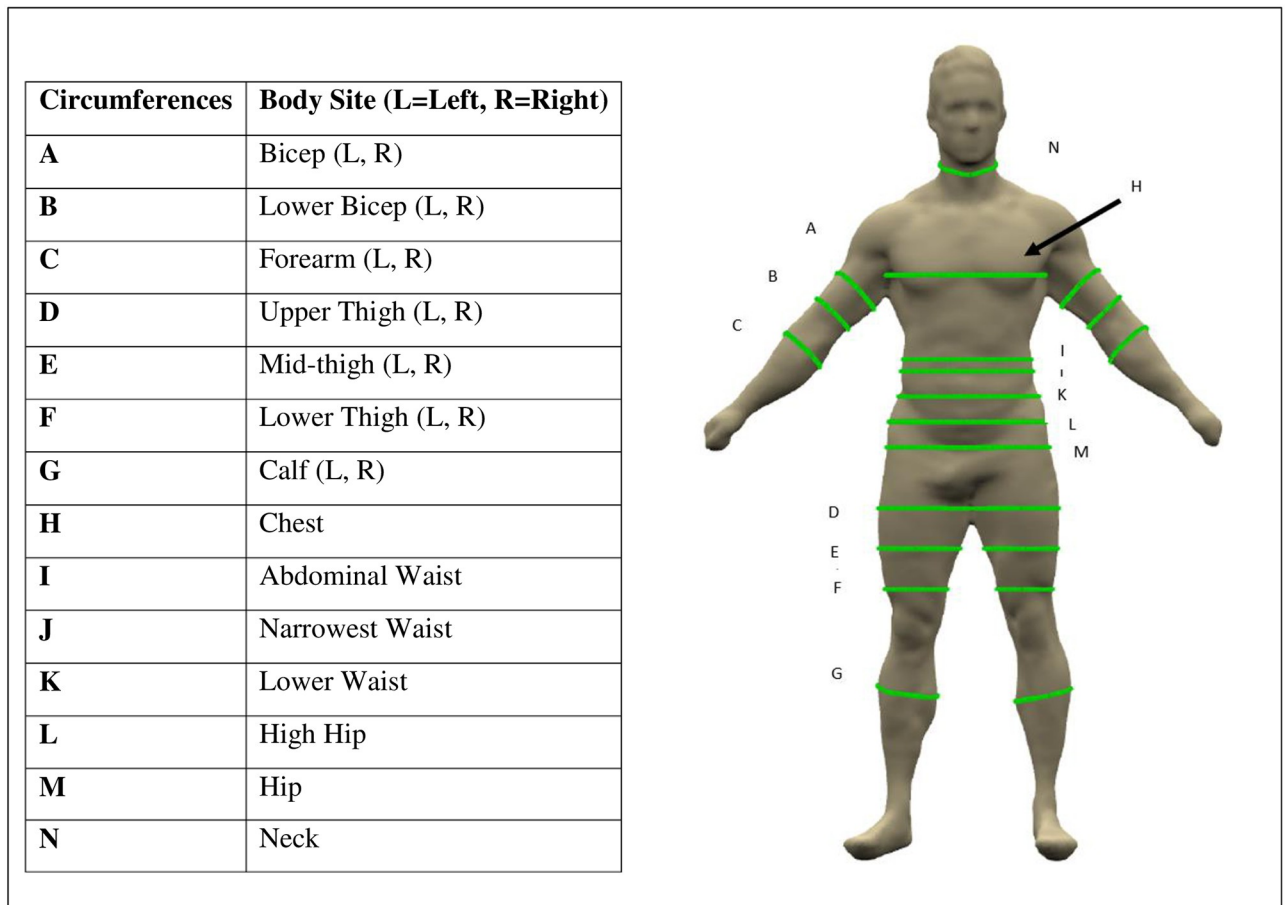 Circumferences Body Site (L=Left, R=Right)
A Bicep (L, R)
B Lower Bicep (L, R)
C Forearm (L, R)
D Upper Thigh (L, R)
E Mid-thigh (L, R)
F Lower Thigh (L, R)
G Calf (L, R)
H Chest
I Abdominal Waist
J Narrowest Waist
K Lower Waist
L High Hip
M Hip
N Neck
N
H
A
B
C
I
K
L
M
D
E
F
G